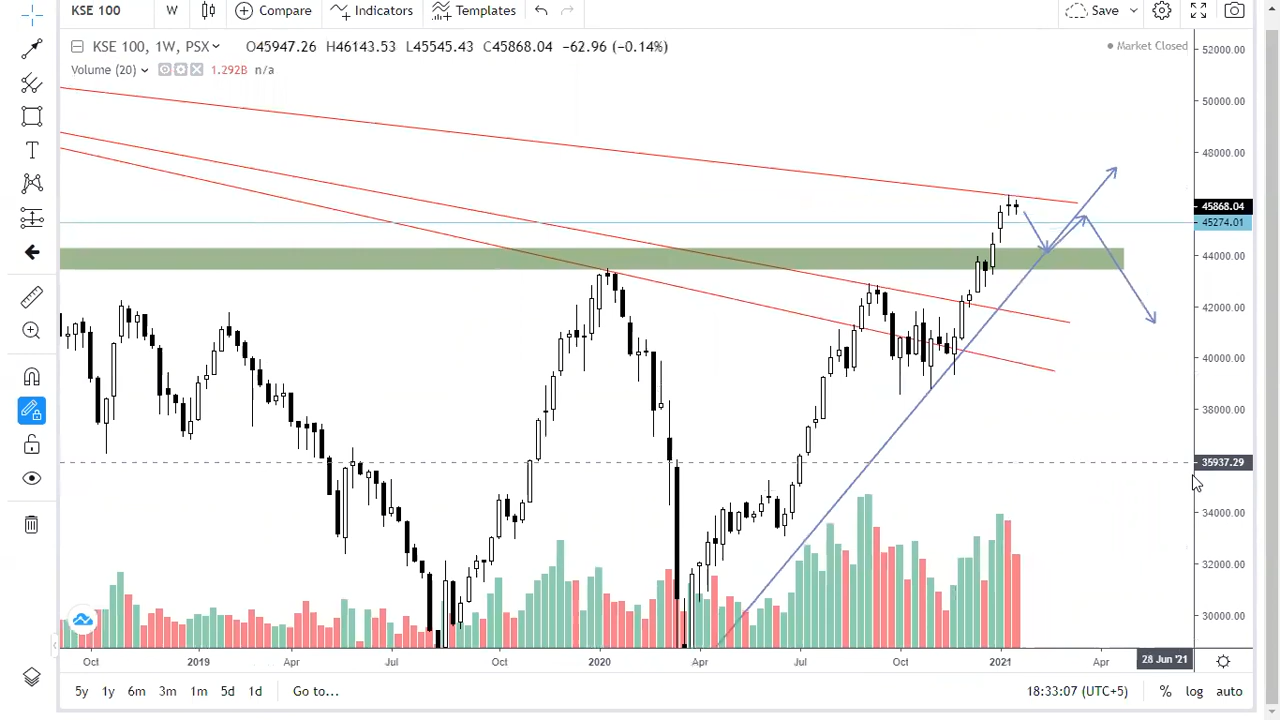 KSE 100 W Compare Indicators Templates Save
KSE 100, 1W, PSX O45947.26 H46143.53 L45545.43 C45868.04 −62.96 (−0.14%) Market Closed
Volume (20) 1.292B n/a
52000.00
50000.00
48000.00
45868.04
45274.01
44000.00
42000.00
40000.00
38000.00
35937.29
34000.00
32000.00
30000.00
Oct 2019 Apr Jul Oct 2020 Apr Jul Oct 2021 Apr 28 Jun '21
5y 1y 6m 3m 1m 5d 1d Go to... 18:33:07 (UTC+5) % log auto